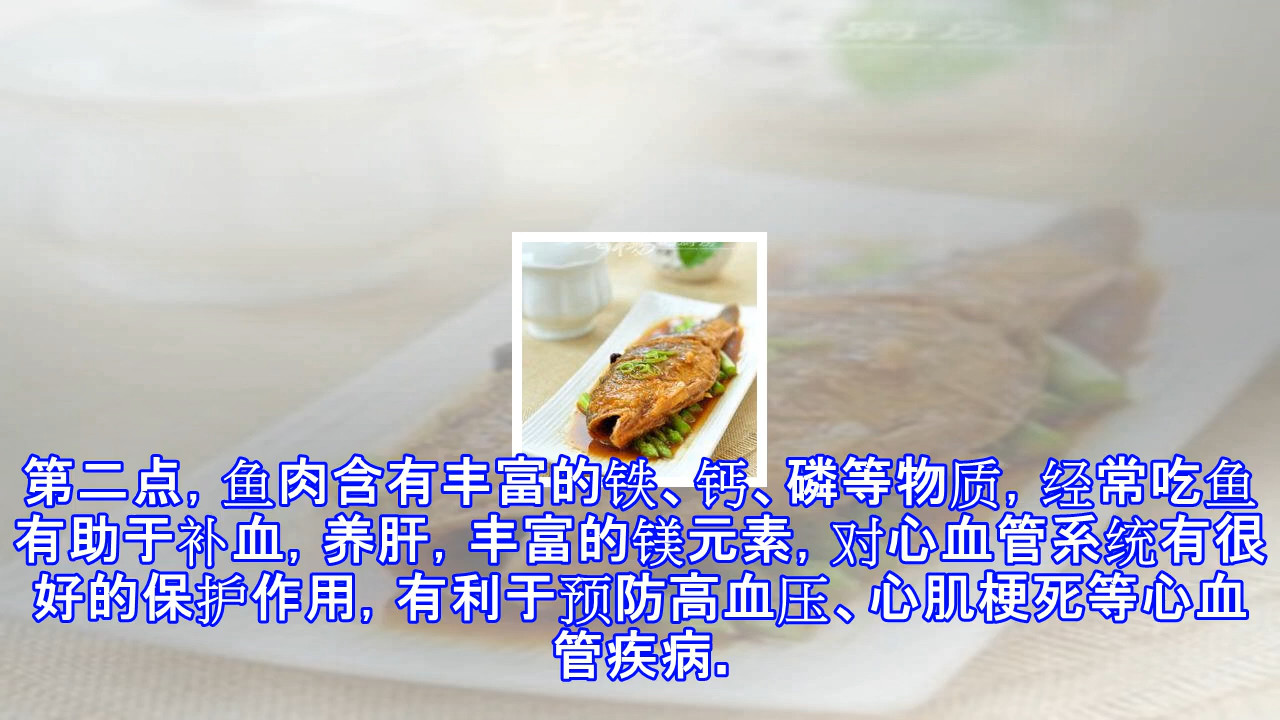 第二点, 鱼肉含有丰富的铁、钙、磷等物质, 经常吃鱼
有助于补血, 养肝, 丰富的镁元素, 对心血管系统有很
好的保护作用, 有利于预防高血压、心肌梗死等心血
管疾病.